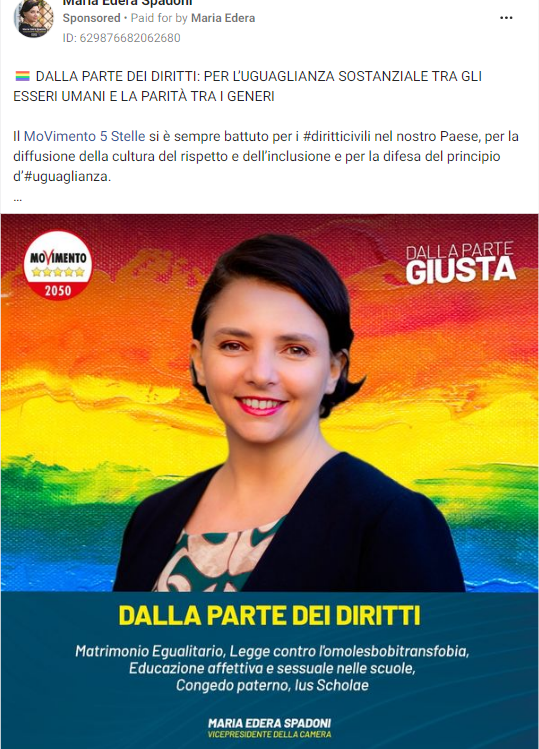 Maria Edera Spadoni
Sponsored • Paid for by Maria Edera
ID: 629876682062680
DALLA PARTE DEI DIRITTI: PER L'UGUAGLIANZA SOSTANZIALE TRA GLI
ESSERI UMANI E LA PARITÀ TRA I GENERI
Il MoVimento 5 Stelle si è sempre battuto per i #diritticivili nel nostro Paese, per la
diffusione della cultura del rispetto e dell'inclusione e per la difesa del principio
d'#uguaglianza.
...
MOVIMENTO
2050
DALLA PARTE
GIUSTA
DALLA PARTE DEI DIRITTI
Matrimonio Egualitario, Legge contro l'omolesbobitransfobia,
Educazione affettiva e sessuale nelle scuole,
Congedo paterno, Ius Scholae
MARIA EDERA SPADONI
VICEPRESIDENTE DELLA CAMERA